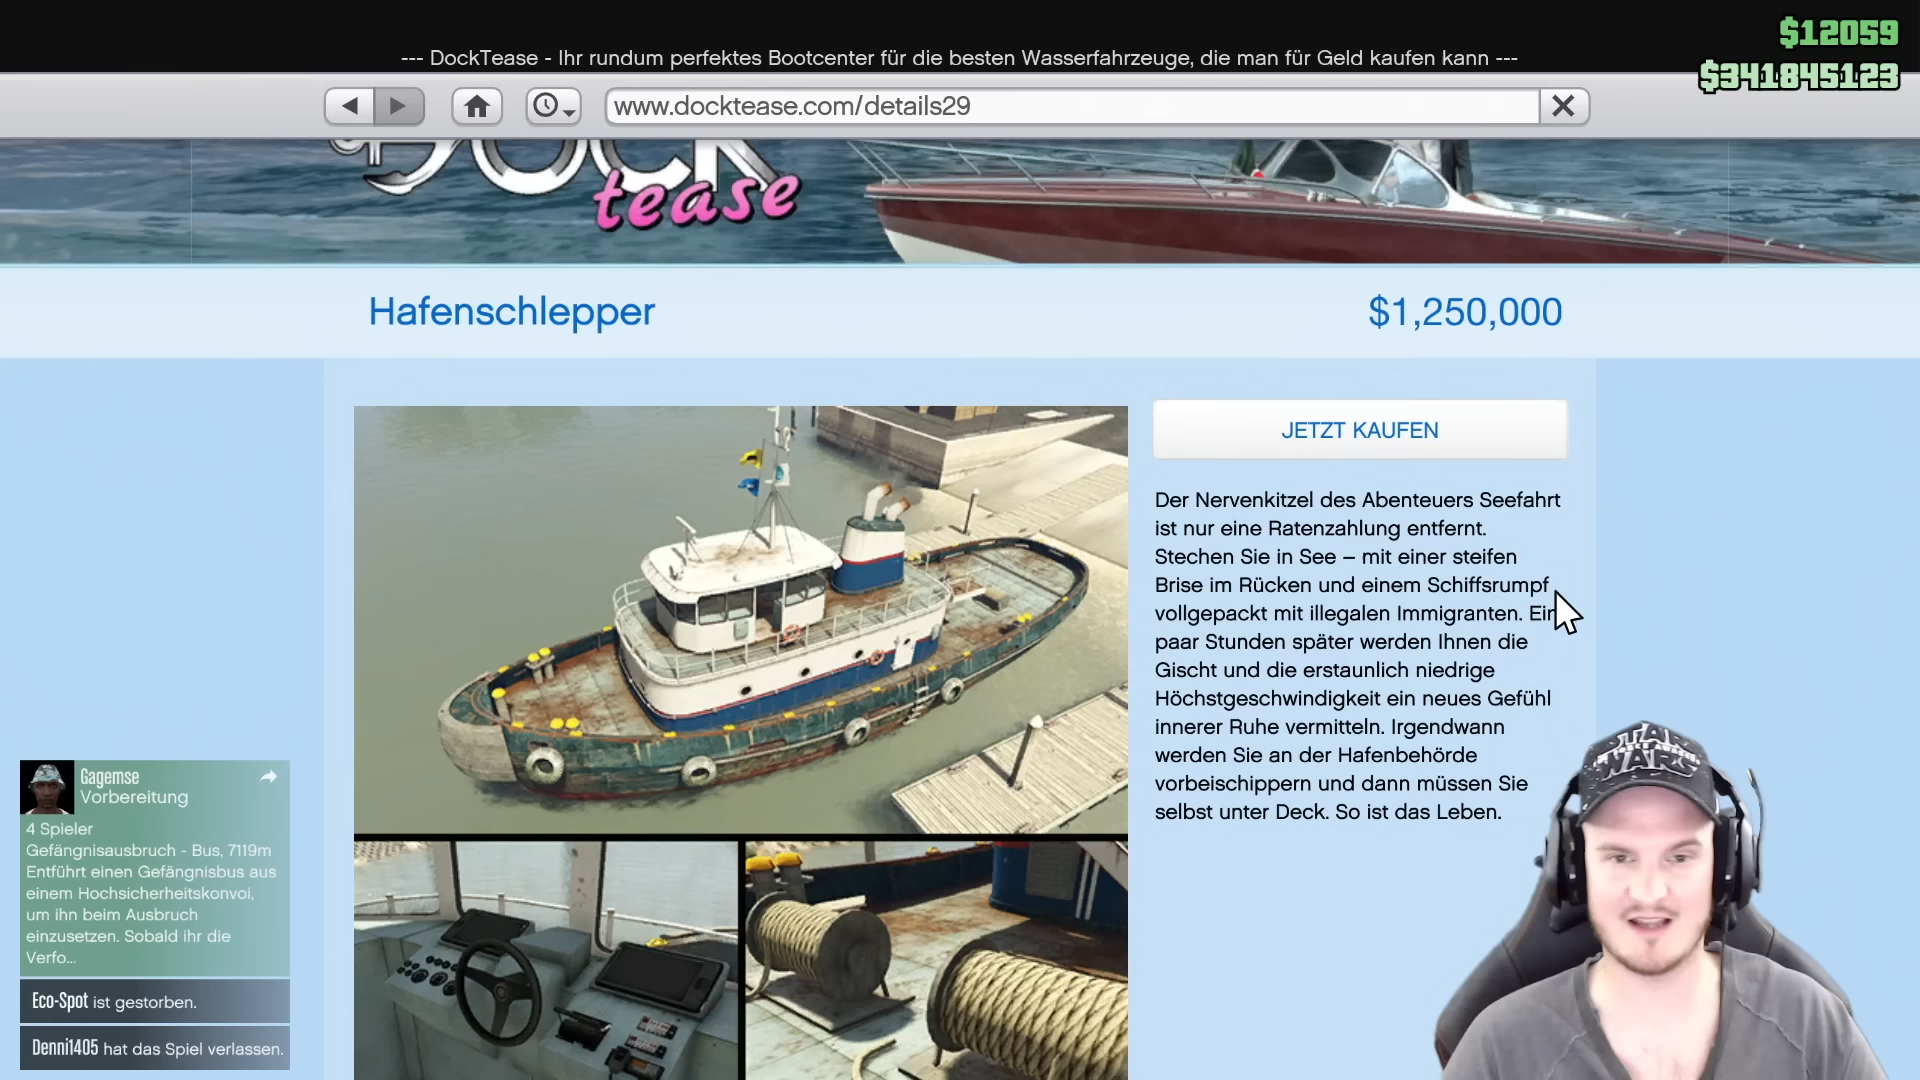 $12059
--- DockTease - Ihr rundum perfektes Bootcenter für die besten Wasserfahrzeuge, die man für Geld kaufen kann ---
$341845123
www.docktease.com/details29
DOCK
tease
Hafenschlepper
$1,250,000
JETZT KAUFEN
Der Nervenkitzel des Abenteuers Seefahrt
ist nur eine Ratenzahlung entfernt.
Stechen Sie in See – mit einer steifen
Brise im Rücken und einem Schiffsrumpf
vollgepackt mit illegalen Immigranten. Ein
paar Stunden später werden Ihnen die
Gischt und die erstaunlich niedrige
Höchstgeschwindigkeit ein neues Gefühl
innerer Ruhe vermitteln. Irgendwann
werden Sie an der Hafenbehörde
vorbeischippern und dann müssen Sie
selbst unter Deck. So ist das Leben.
Gagemse
Vorbereitung
4 Spieler
Gefängnisausbruch - Bus, 7119m
Entführt einen Gefängnisbus aus
einem Hochsicherheitskonvoi,
um ihn beim Ausbruch
einzusetzen. Sobald ihr die
Verfo...
Eco-Spot ist gestorben.
Denni1405 hat das Spiel verlassen.
STAR
WARS